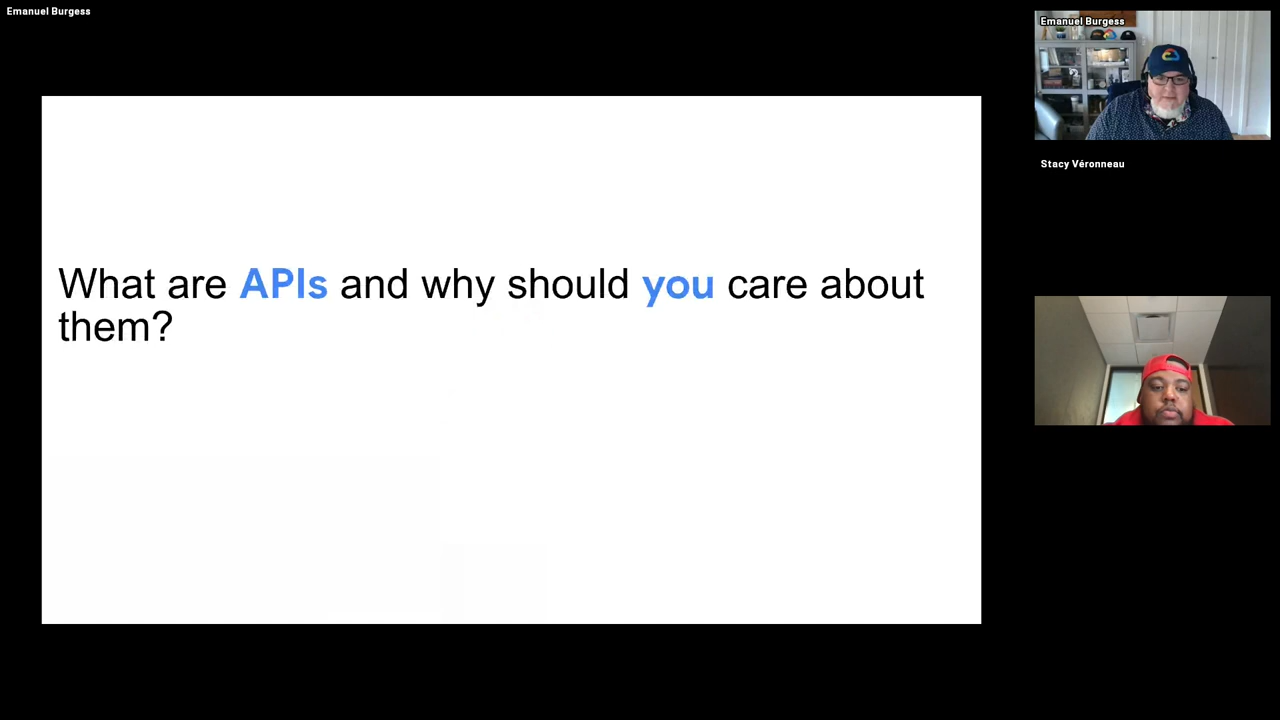 Emanuel Burgess
Emanuel Burgess
Stacy Véronneau
What are APIs and why should you care about
them?